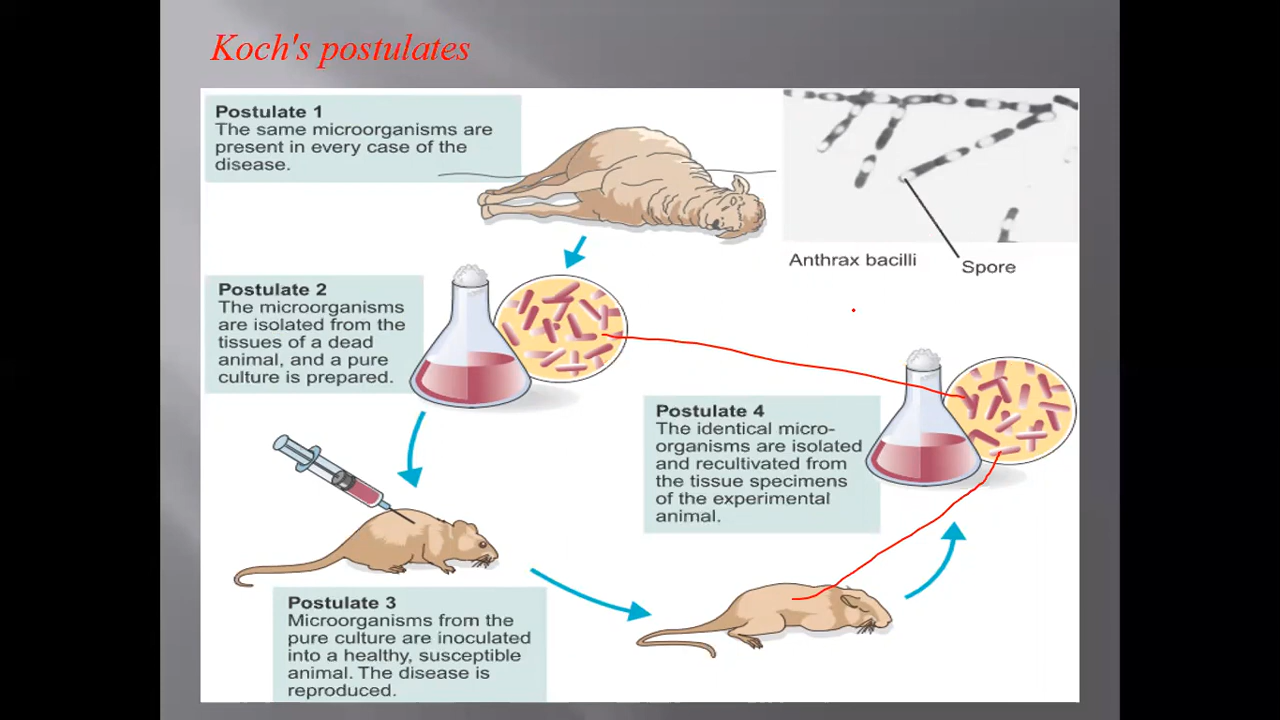 Koch's postulates
Postulate 1
The same microorganisms are
present in every case of the
disease.
Anthrax bacilli
Spore
Postulate 2
The microorganisms
are isolated from the
tissues of a dead
animal, and a pure
culture is prepared.
Postulate 4
The identical micro-
organisms are isolated
and recultivated from
the tissue specimens
of the experimental
animal.
Postulate 3
Microorganisms from the
pure culture are inoculated
into a healthy, susceptible
animal. The disease is
reproduced.